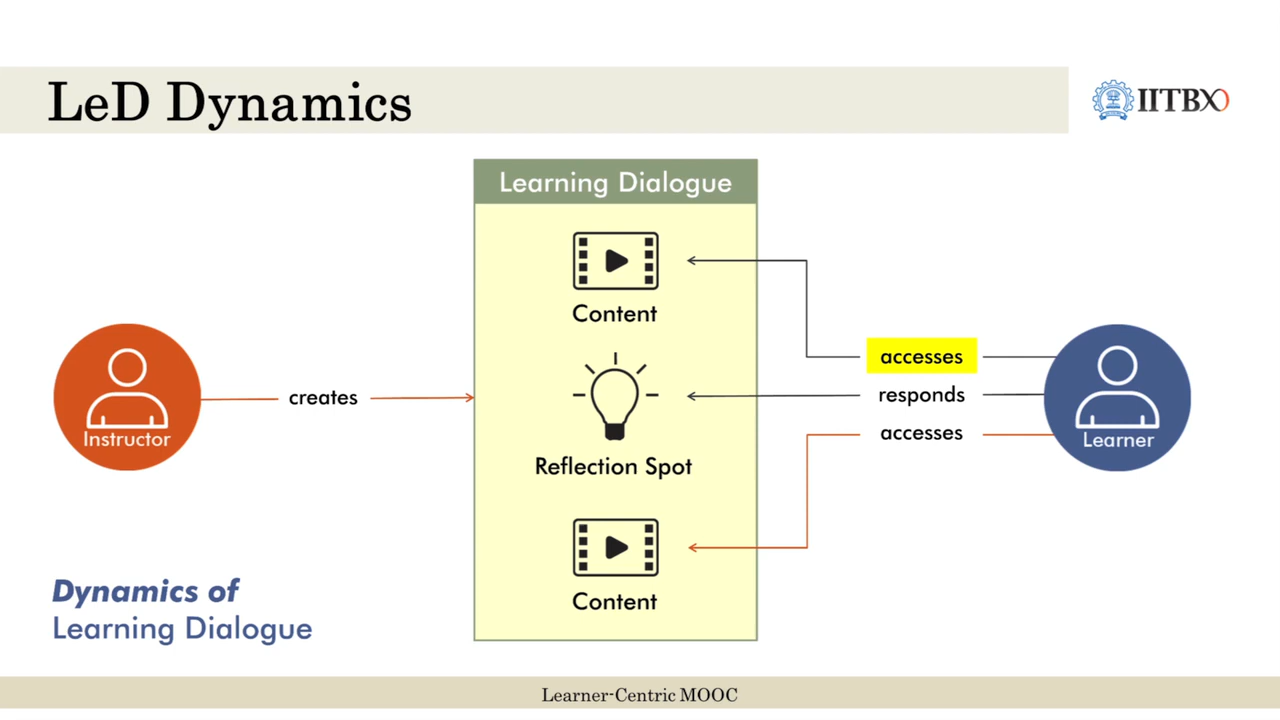 LeD Dynamics
IITBX
Learning Dialogue
Content
accesses
creates
responds
accesses
Instructor
Learner
Reflection Spot
Content
Dynamics of
Learning Dialogue
Learner-Centric MOOC